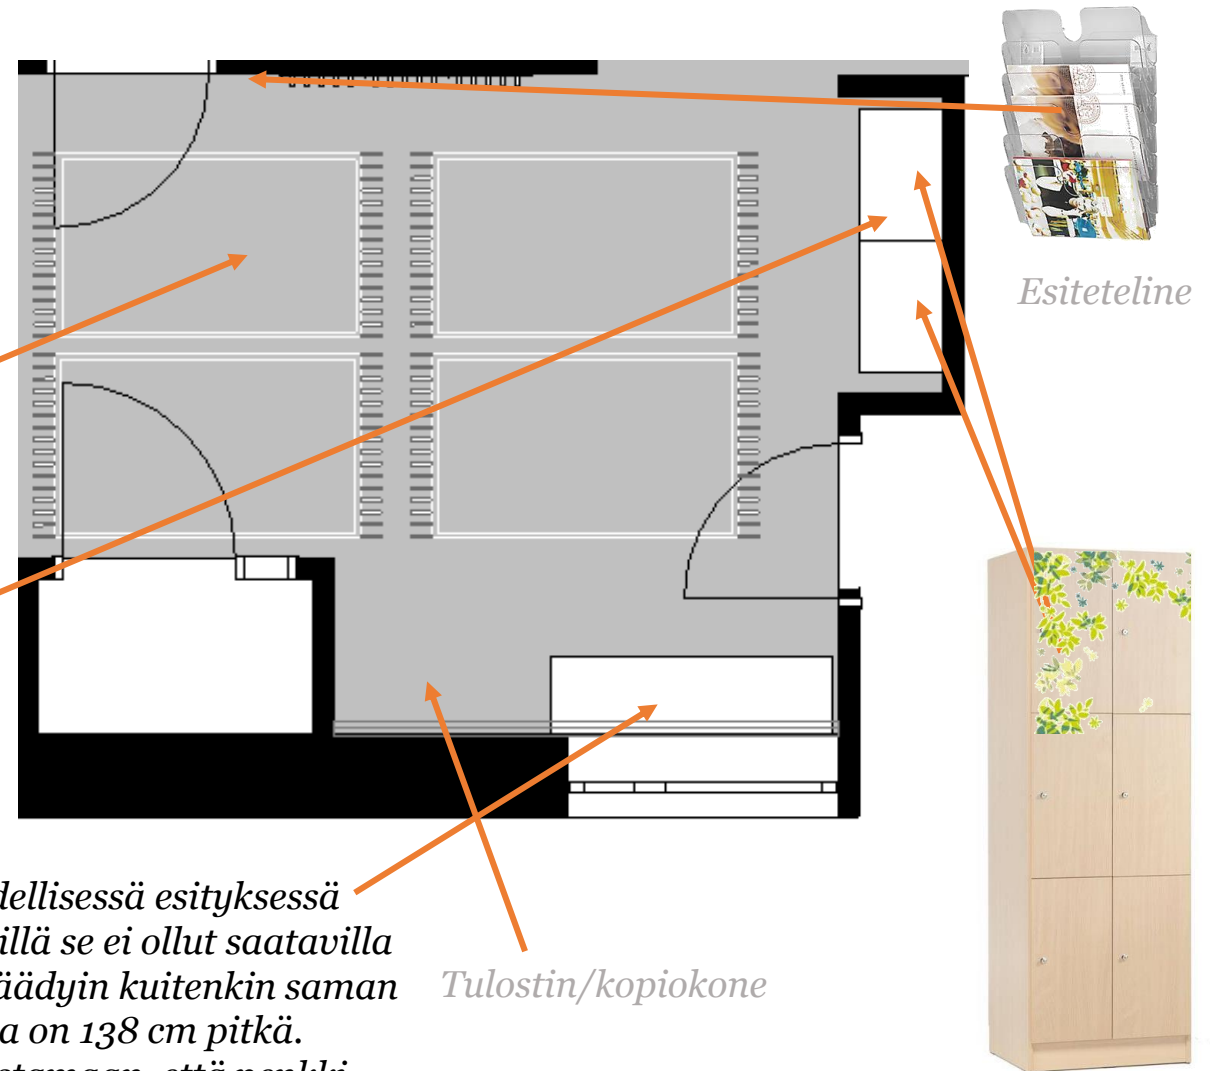 Esiteteline
dellisessä esityksessä
illä se ei ollut saatavilla
äädyin kuitenkin saman
a on 138 cm pitkä.
Tulostin/kopiokone